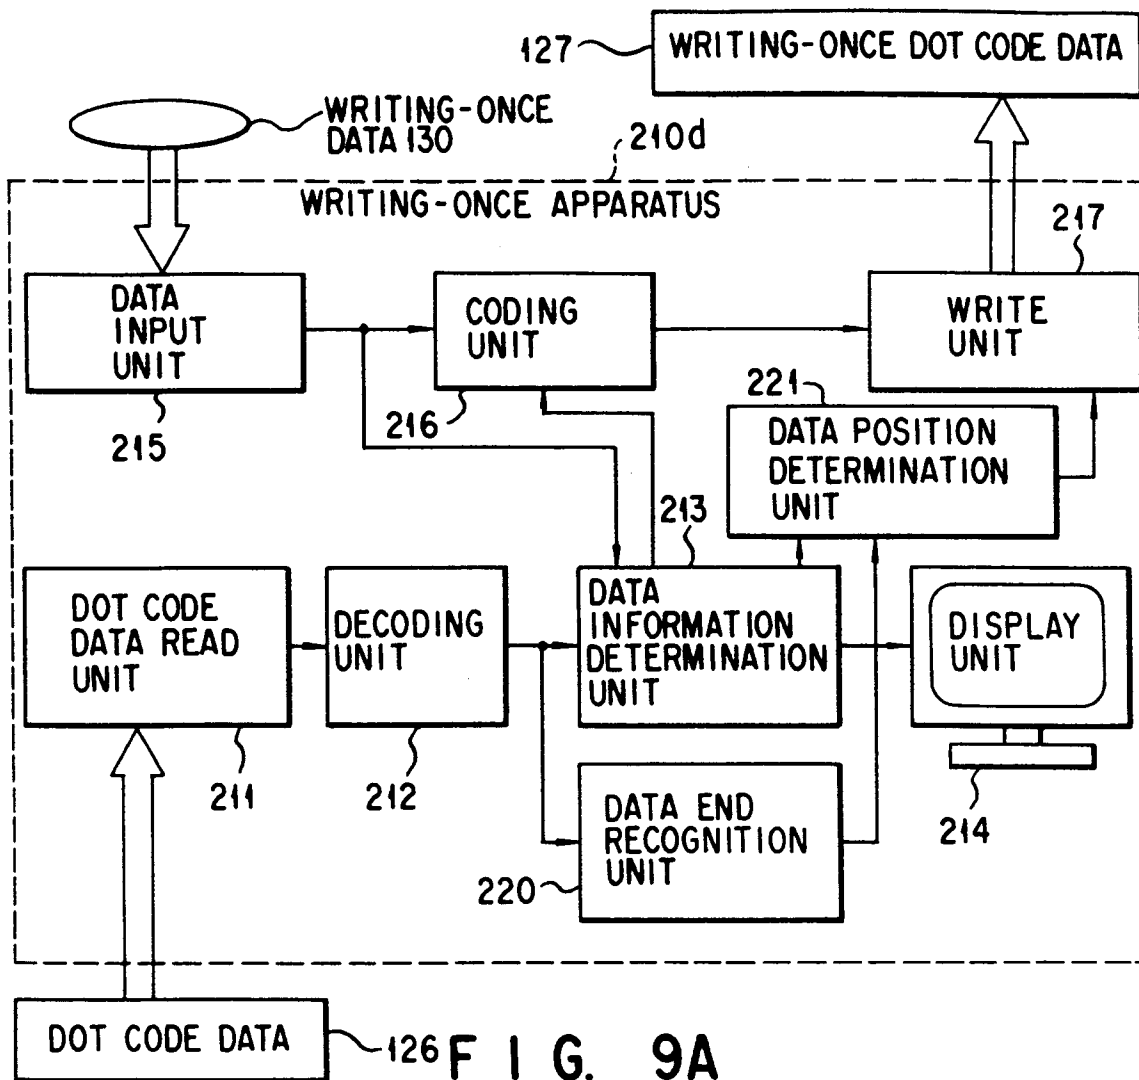 127
WRITING-ONCE DOT CODE DATA
WRITING-ONCE
DATA 130
210d
WRITING-ONCE APPARATUS
217
DATA
INPUT
UNIT
CODING
UNIT
WRITE
UNIT
215
216
221
DATA POSITION
DETERMINATION
UNIT
213
DOT CODE
DATA READ
UNIT
DECODING
UNIT
DATA
INFORMATION
DETERMINATION
UNIT
DISPLAY
UNIT
211
212
214
DATA END
RECOGNITION
UNIT
220
DOT CODE DATA
126
FIG. 9A